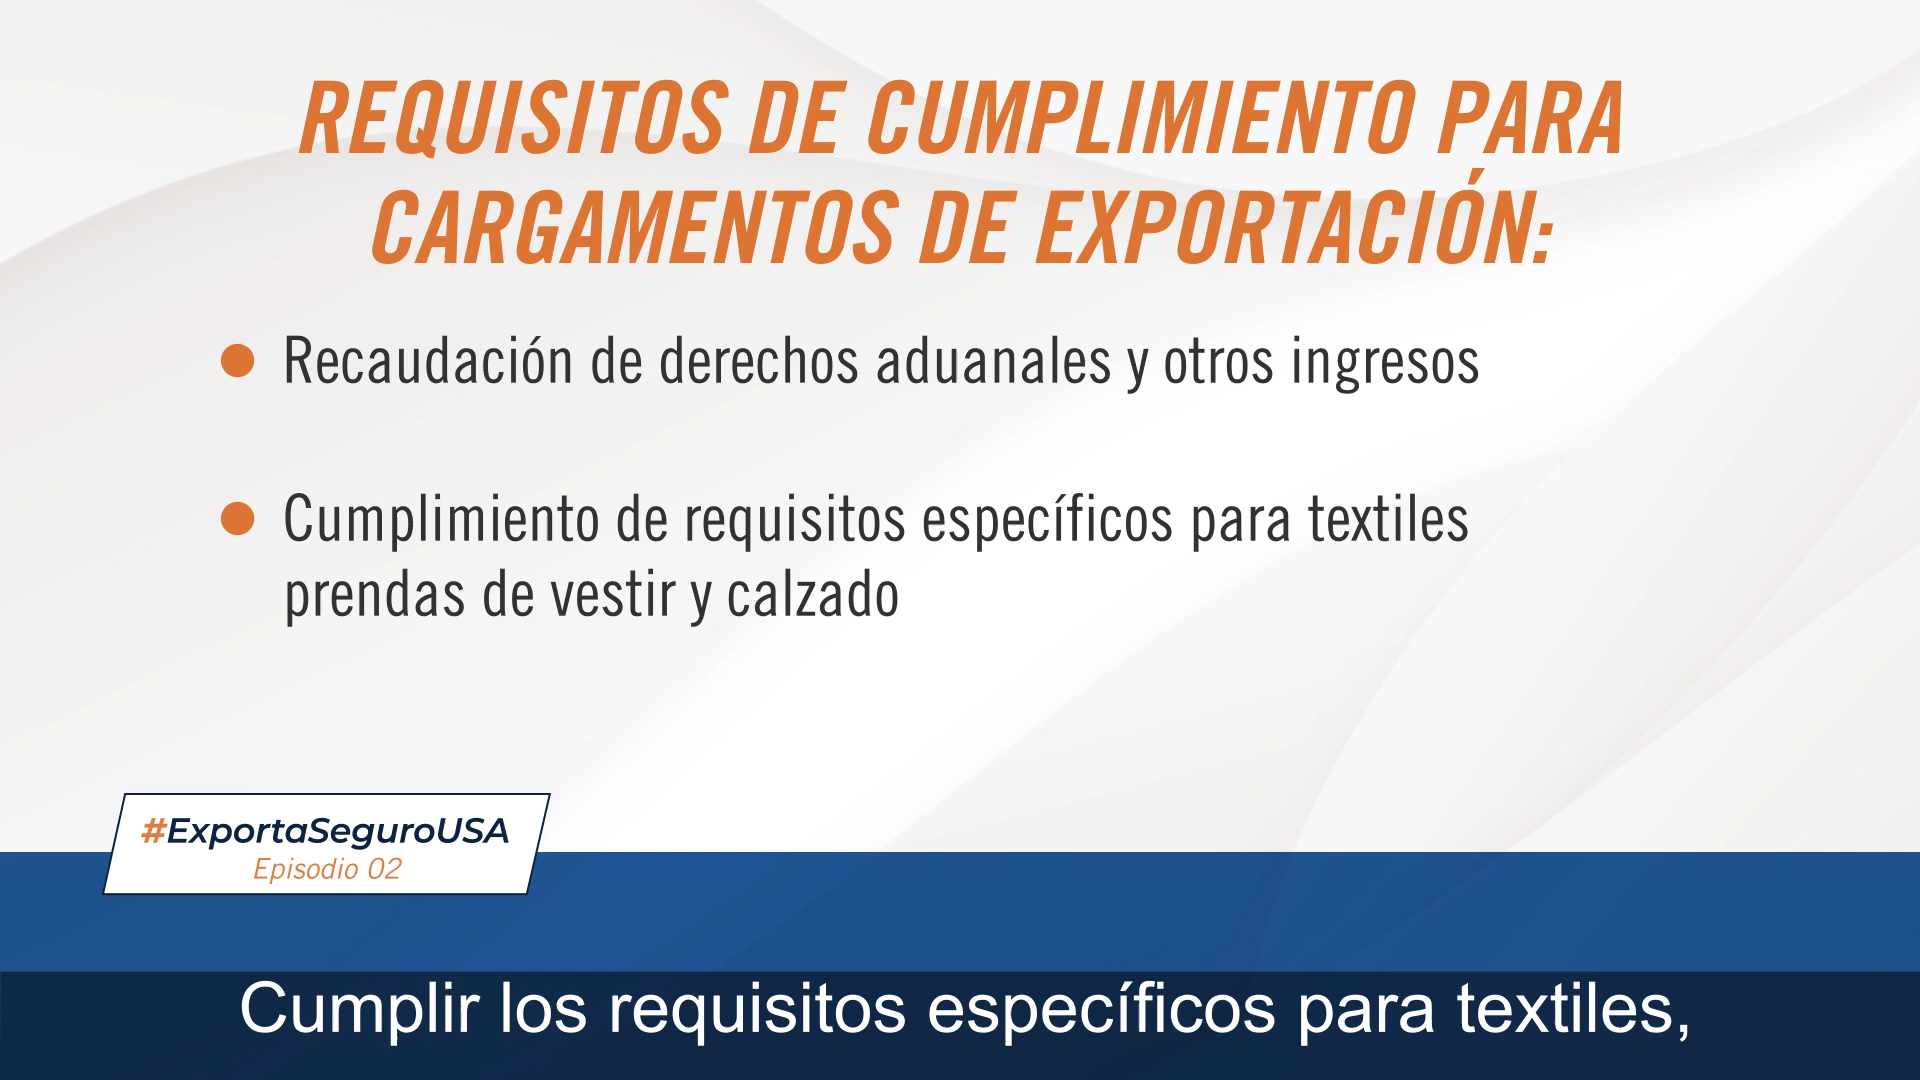 REQUISITOS DE CUMPLIMIENTO PARA
CARGAMENTOS DE EXPORTACIÓN:
Recaudación de derechos aduanales y otros ingresos
Cumplimiento de requisitos específicos para textiles
prendas de vestir y calzado
#ExportaSeguroUSA
Episodio 02
Cumplir los requisitos específicos para textiles,